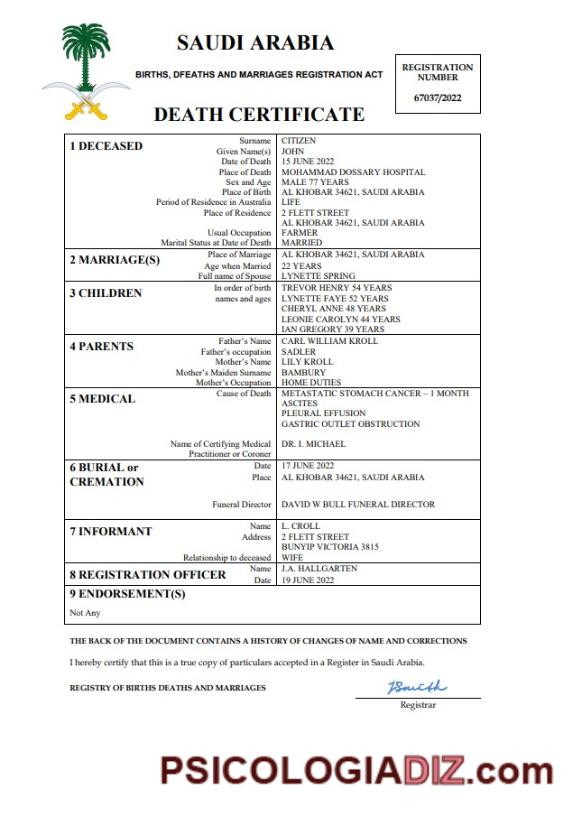 SAUDI ARABIA
BIRTHS, DFEATHS AND MARRIAGES REGISTRATION ACT
REGISTRATION
NUMBER
67037/2022
DEATH CERTIFICATE
1 DECEASED
Surname CITIZEN
Given Name(s) JOHN
Date of Death 15 JUNE 2022
Place of Death MOHAMMAD DOSSARY HOSPITAL
Sex and Age MALE 77 YEARS
Place of Birth AL KHOBAR 34621, SAUDI ARABIA
Period of Residence in Australia LIFE
Place of Residence 2 FLETT STREET
AL KHOBAR 34621, SAUDI ARABIA
Usual Occupation FARMER
Marital Status at Date of Death MARRIED
2 MARRIAGE(S)
Place of Marriage AL KHOBAR 34621, SAUDI ARABIA
Age when Married 22 YEARS
Full name of Spouse LYNETTE SPRING
3 CHILDREN
In order of birth TREVOR HENRY 54 YEARS
names and ages LYNETTE FAYE 52 YEARS
CHERYL ANNE 48 YEARS
LEONIE CAROLYN 44 YEARS
IAN GREGORY 39 YEARS
4 PARENTS
Father's Name CARL WILLIAM KROLL
Father's occupation SADLER
Mother's Name LILY KROLL
Mother's Maiden Surname BAMBURY
Mother's Occupation HOME DUTIES
5 MEDICAL
Cause of Death METASTATIC STOMACH CANCER – 1 MONTH
ASCITES
PLEURAL EFFUSION
GASTRIC OUTLET OBSTRUCTION
Name of Certifying Medical DR. I. MICHAEL
Practitioner or Coroner
6 BURIAL or
CREMATION
Date 17 JUNE 2022
Place AL KHOBAR 34621, SAUDI ARABIA
Funeral Director DAVID W BULL FUNERAL DIRECTOR
7 INFORMANT
Name L. CROLL
Address 2 FLETT STREET
BUNYIP VICTORIA 3815
Relationship to deceased WIFE
8 REGISTRATION OFFICER
Name J.A. HALLGARTEN
Date 19 JUNE 2022
9 ENDORSEMENT(S)
Not Any
THE BACK OF THE DOCUMENT CONTAINS A HISTORY OF CHANGES OF NAME AND CORRECTIONS
I hereby certify that this is a true copy of particulars accepted in a Register in Saudi Arabia.
REGISTRY OF BIRTHS DEATHS AND MARRIAGES
JSmith
Registrar
PSICOLOGIADIZ.com